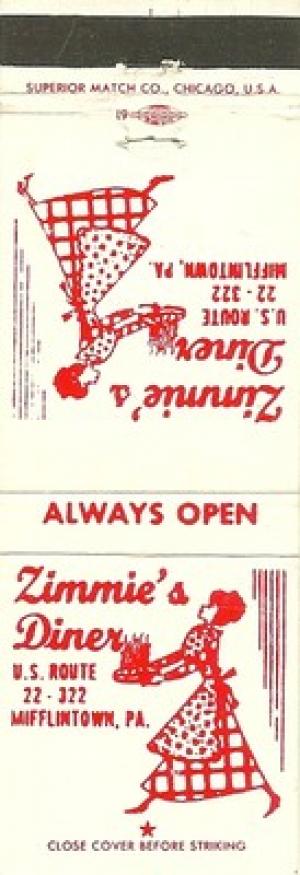 SUPERIOR MATCH CO., CHICAGO, U.S.A.
19
Zimmie's
Diner
U.S. ROUTE
22 - 322
MIFFLINTOWN, PA.
ALWAYS OPEN
Zimmie's
Diner
U.S. ROUTE
22 - 322
MIFFLINTOWN, PA.
CLOSE COVER BEFORE STRIKING